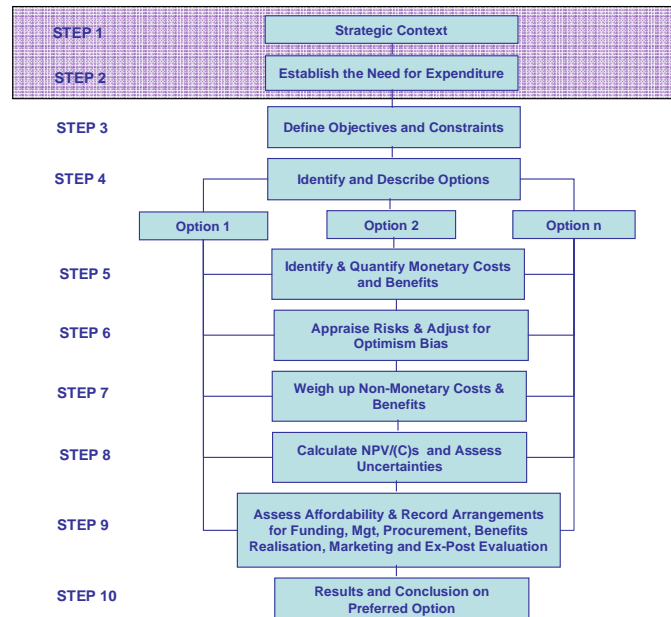 STEP 1
Strategic Context
STEP 2
Establish the Need for Expenditure
STEP 3
Define Objectives and Constraints
STEP 4
Identify and Describe Options
Option 1
Option 2
Option n
STEP 5
Identify & Quantify Monetary Costs
and Benefits
STEP 6
Appraise Risks & Adjust for
Optimism Bias
STEP 7
Weigh up Non-Monetary Costs &
Benefits
STEP 8
Calculate NPV/(C)s and Assess
Uncertainties
STEP 9
Assess Affordability & Record Arrangements
for Funding, Mgt, Procurement, Benefits
Realisation, Marketing and Ex-Post Evaluation
STEP 10
Results and Conclusion on
Preferred Option